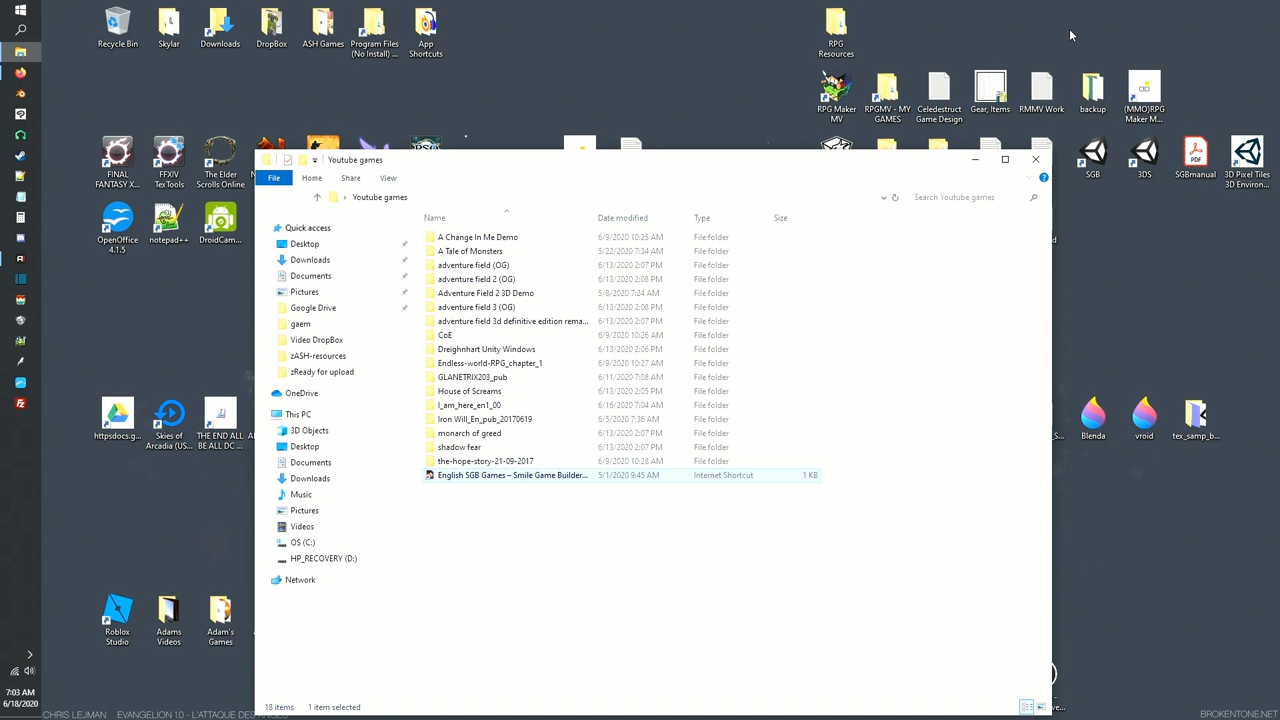 Recycle Bin
Skylar
Downloads
DropBox
ASH Games
Program Files
(No Install) ...
App
Shortcuts
RPG
Resources
RPG Maker
MV
RPGMV - MY
GAMES
Celedestruct
Game Design
Gear, Items
RMMV Work
backup
(MMO)RPG
Maker M...
FINAL
FANTASY X...
FFXIV
TexTools
The Elder
Scrolls Online
SGB
3DS
SGBmanual
3D Pixel Tiles
3D Environ...
OpenOffice
4.1.5
notepad++
DroidCam...
httpsdocs.g...
Skies of
Arcadia (US...
THE END ALL
BE ALL DC ...
Blenda
vroid
tex_samp_b...
Roblox
Studio
Adams
Videos
Adam's
Games
Youtube games
File Home Share View
Youtube games
Search Youtube games
Name Date modified Type Size
Quick access
Desktop
Downloads
Documents
Pictures
Google Drive
gaem
Video DropBox
zASH-resources
zReady for upload
OneDrive
This PC
3D Objects
Desktop
Documents
Downloads
Music
Pictures
Videos
OS (C:)
HP_RECOVERY (D:)
Network
A Change In Me Demo 6/9/2020 10:25 AM File folder
A Tale of Monsters 5/22/2020 7:34 AM File folder
adventure field (OG) 6/13/2020 2:07 PM File folder
adventure field 2 (OG) 6/13/2020 2:08 PM File folder
Adventure Field 2 3D Demo 5/8/2020 7:24 AM File folder
adventure field 3 (OG) 6/13/2020 2:08 PM File folder
adventure field 3d definitive edition rema... 6/13/2020 2:07 PM File folder
CoE 6/9/2020 10:26 AM File folder
Dreighnhart Unity Windows 6/13/2020 2:06 PM File folder
Endless-world-RPG_chapter_1 6/9/2020 10:27 AM File folder
GLANETRIX203_pub 6/11/2020 7:08 AM File folder
House of Screams 6/13/2020 2:05 PM File folder
I_am_here_en1_00 6/16/2020 7:04 AM File folder
Iron Will_En_pub_20170619 6/5/2020 7:36 AM File folder
monarch of greed 6/13/2020 2:07 PM File folder
shadow fear 6/13/2020 2:07 PM File folder
the-hope-story-21-09-2017 6/9/2020 10:28 AM File folder
English SGB Games – Smile Game Builder... 5/1/2020 9:45 AM Internet Shortcut 1 KB
18 items 1 item selected
7:03 AM
6/18/2020
CHRIS LEJMAN EVANGELION 1.0 - L'ATTAQUE DES ANGES
BROKENTONE.NET